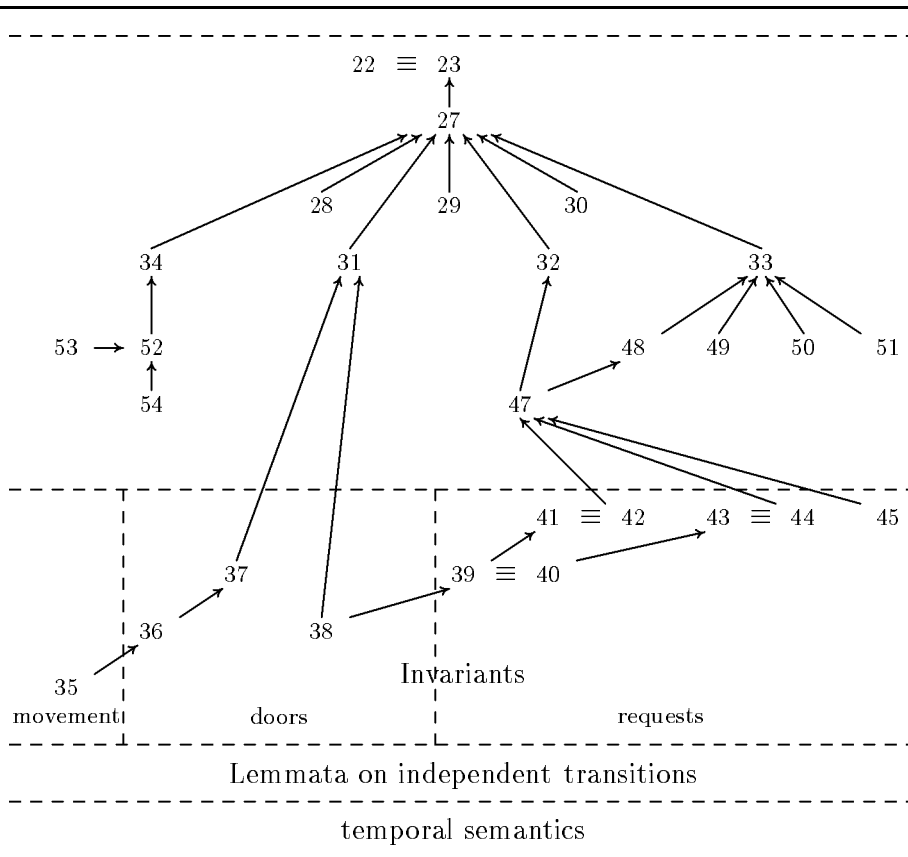 22 ≡ 23
27
28 29 30
34 31 32 33
53 52 48 49 50 51
54 47
41 ≡ 42 43 ≡ 44 45
37 39 ≡ 40
36 38
Invariants
35
movement doors requests
Lemmata on independent transitions
temporal semantics